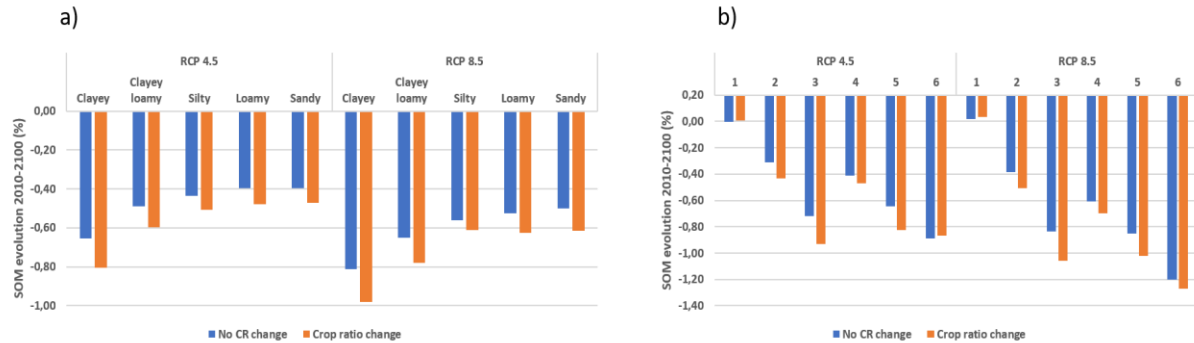 a)
RCP 4.5 RCP 8.5
Clayey Clayey loamy Silty Loamy Sandy Clayey Clayey loamy Silty Loamy Sandy
0,00
-0,20
-0,40
-0,60
-0,80
-1,00
SOM evolution 2010-2100 (%)
No CR change Crop ratio change
b)
RCP 4.5 RCP 8.5
1 2 3 4 5 6 1 2 3 4 5 6
0,20
0,00
-0,20
-0,40
-0,60
-0,80
-1,00
-1,20
-1,40
SOM evolution 2010-2100 (%)
No CR change Crop ratio change